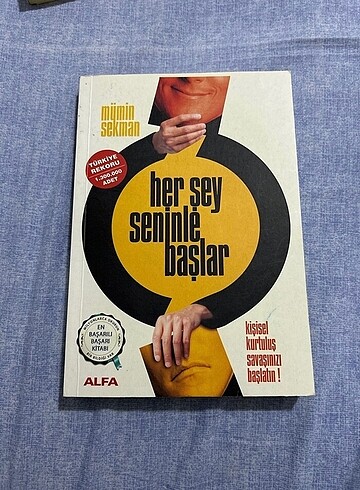 mümin
sekman
TÜRKİYE
REKORU
1.300.000
ADET
her şey
seninle
başlar
EN
BAŞARILI
BAŞARI
KİTABI
kişisel
kurtuluş
savaşınızı
başlatın !
ALFA